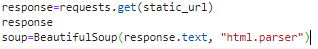 response=requests.get(static_url)
response
soup=BeautifulSoup(response.text, "html.parser")